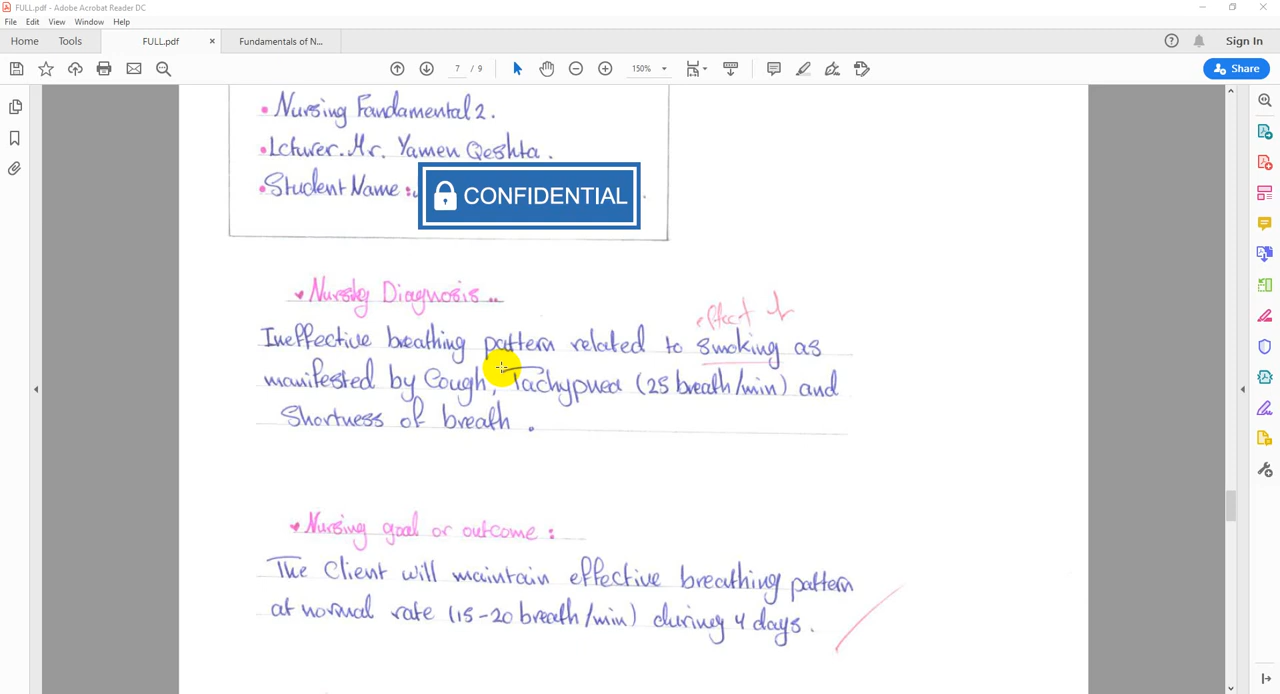 FULL.pdf - Adobe Acrobat Reader DC
File Edit View Window Help
Home Tools FULL.pdf × Fundamentals of N... Sign In
7 / 9 150% Share
• Nursing Fandamental 2.
• Lcturer. Mr. Yamen Qeshta.
• Student Name :
CONFIDENTIAL
Nursing Diagnosis ..
effect
Ineffective breathing pattern related to smoking as
manifested by Cough, Tachypnea (25 breath/min) and
Shortness of breath .
Nursing goal or outcome :
The Client will maintain effective breathing pattern
at normal rate (15-20 breath/min) during 4 days .